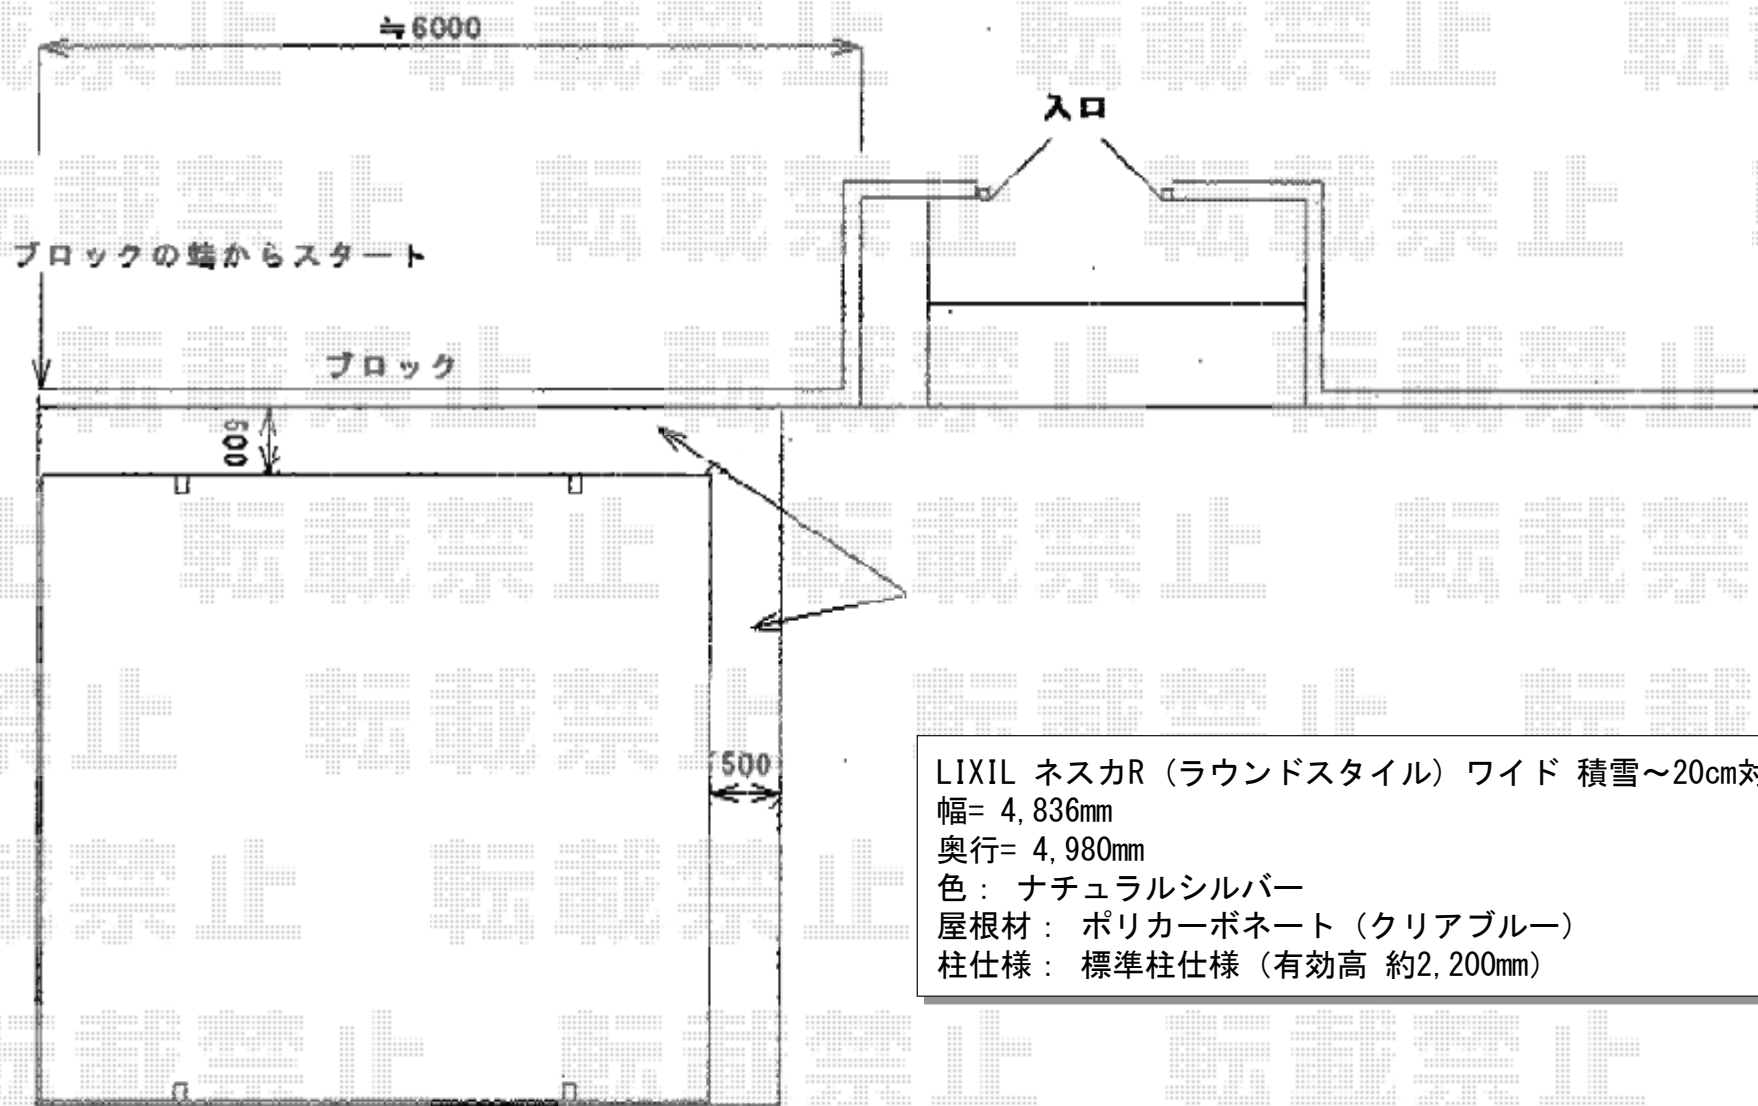 ≒6000
入口
ブロックの端からスタート
ブロック
500
500
LIXIL ネスカR (ラウンドスタイル) ワイド 積雪～20cm対
幅= 4,836mm
奥行= 4,980mm
色： ナチュラルシルバー
屋根材： ポリカーボネート (クリアブルー)
柱仕様： 標準柱仕様 (有効高 約2,200mm)
転載禁止